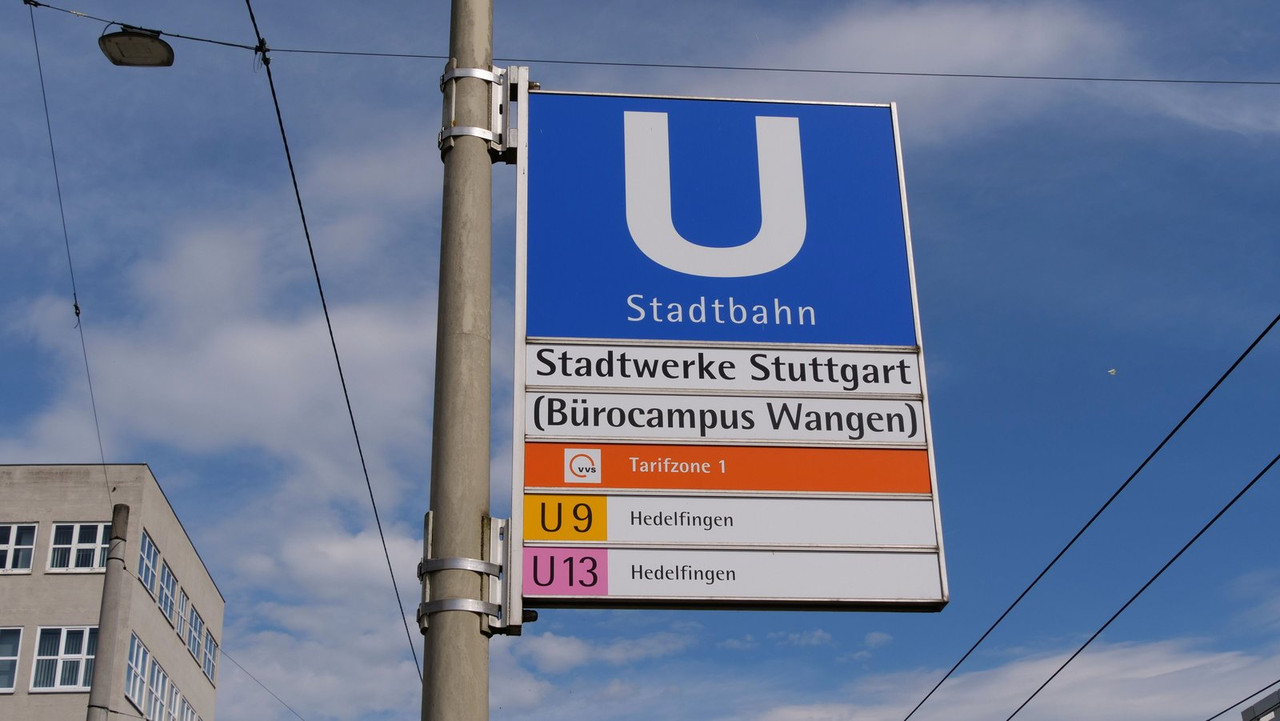 U
Stadtbahn
Stadtwerke Stuttgart
(Bürocampus Wangen)
VVS Tarifzone 1
U9 Hedelfingen
U13 Hedelfingen